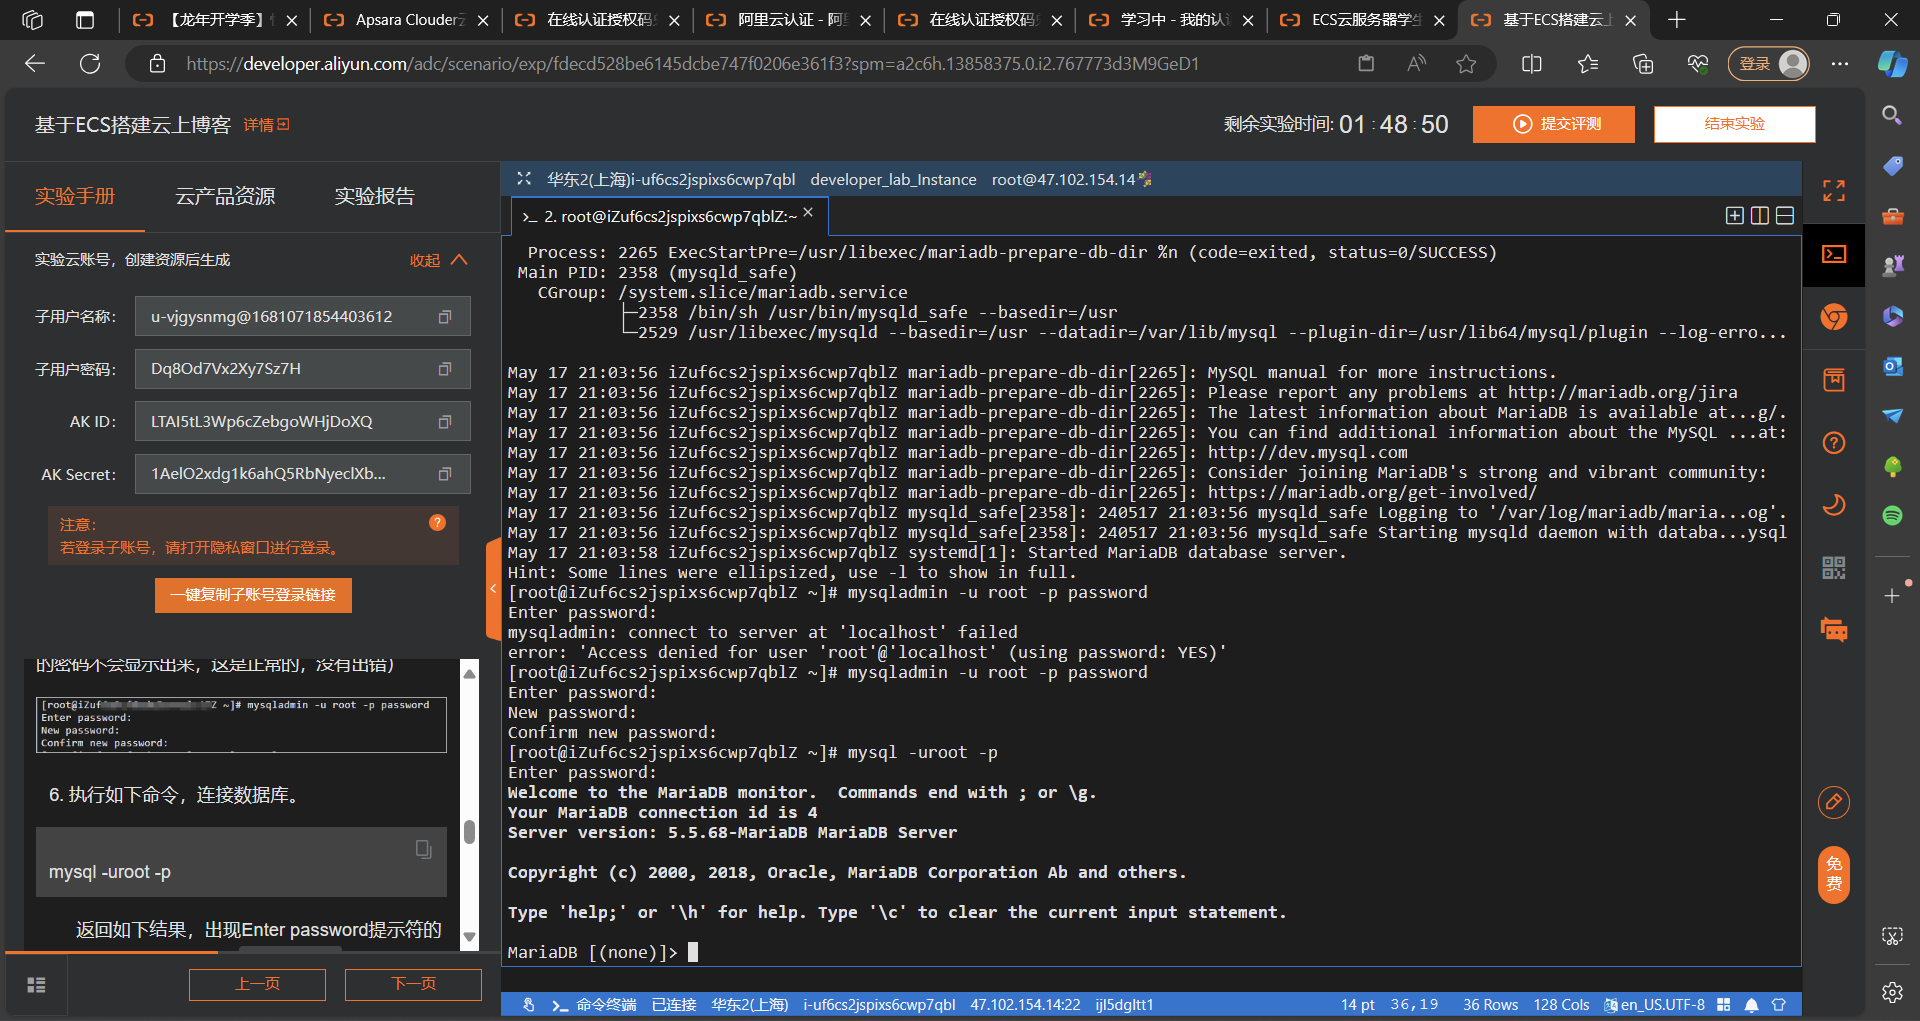 【龙年开学季】
Apsara Clouder
在线认证授权码
阿里云认证 - 阿
在线认证授权码
学习中 - 我的认
ECS云服务器学生
基于ECS搭建云上
https://developer.aliyun.com/adc/scenario/exp/fdecd528be6145dcbe747f0206e361f3?spm=a2c6h.13858375.0.i2.767773d3M9GeD1
登录
基于ECS搭建云上博客 详情
剩余实验时间: 01 : 48 : 50
提交评测
结束实验
实验手册 云产品资源 实验报告
实验云账号，创建资源后生成
收起
子用户名称： u-vjgysnmg@1681071854403612
子用户密码： Dq8Od7Vx2Xy7Sz7H
AK ID： LTAI5tL3Wp6cZebgoWHjDoXQ
AK Secret： 1AelO2xdg1k6ahQ5RbNyeclXb...
注意：
若登录子账号，请打开隐私窗口进行登录。
一键复制子账号登录链接
的密码不会显示出来，这是正常的，没有出错）
[root@iZuf Z ~]# mysqladmin -u root -p password
Enter password:
New password:
Confirm new password:
6. 执行如下命令，连接数据库。
mysql -uroot -p
返回如下结果，出现Enter password提示符的
上一页
下一页
华东2(上海)i-uf6cs2jspixs6cwp7qbl developer_lab_Instance root@47.102.154.14
2. root@iZuf6cs2jspixs6cwp7qblZ:~
Process: 2265 ExecStartPre=/usr/libexec/mariadb-prepare-db-dir %n (code=exited, status=0/SUCCESS)
Main PID: 2358 (mysqld_safe)
CGroup: /system.slice/mariadb.service
├─2358 /bin/sh /usr/bin/mysqld_safe --basedir=/usr
└─2529 /usr/libexec/mysqld --basedir=/usr --datadir=/var/lib/mysql --plugin-dir=/usr/lib64/mysql/plugin --log-erro...
May 17 21:03:56 iZuf6cs2jspixs6cwp7qblZ mariadb-prepare-db-dir[2265]: MySQL manual for more instructions.
May 17 21:03:56 iZuf6cs2jspixs6cwp7qblZ mariadb-prepare-db-dir[2265]: Please report any problems at http://mariadb.org/jira
May 17 21:03:56 iZuf6cs2jspixs6cwp7qblZ mariadb-prepare-db-dir[2265]: The latest information about MariaDB is available at...g/.
May 17 21:03:56 iZuf6cs2jspixs6cwp7qblZ mariadb-prepare-db-dir[2265]: You can find additional information about the MySQL ...at:
May 17 21:03:56 iZuf6cs2jspixs6cwp7qblZ mariadb-prepare-db-dir[2265]: http://dev.mysql.com
May 17 21:03:56 iZuf6cs2jspixs6cwp7qblZ mariadb-prepare-db-dir[2265]: Consider joining MariaDB's strong and vibrant community:
May 17 21:03:56 iZuf6cs2jspixs6cwp7qblZ mariadb-prepare-db-dir[2265]: https://mariadb.org/get-involved/
May 17 21:03:56 iZuf6cs2jspixs6cwp7qblZ mysqld_safe[2358]: 240517 21:03:56 mysqld_safe Logging to '/var/log/mariadb/maria...og'.
May 17 21:03:56 iZuf6cs2jspixs6cwp7qblZ mysqld_safe[2358]: 240517 21:03:56 mysqld_safe Starting mysqld daemon with databa...ysql
May 17 21:03:58 iZuf6cs2jspixs6cwp7qblZ systemd[1]: Started MariaDB database server.
Hint: Some lines were ellipsized, use -l to show in full.
[root@iZuf6cs2jspixs6cwp7qblZ ~]# mysqladmin -u root -p password
Enter password:
mysqladmin: connect to server at 'localhost' failed
error: 'Access denied for user 'root'@'localhost' (using password: YES)'
[root@iZuf6cs2jspixs6cwp7qblZ ~]# mysqladmin -u root -p password
Enter password:
New password:
Confirm new password:
[root@iZuf6cs2jspixs6cwp7qblZ ~]# mysql -uroot -p
Enter password:
Welcome to the MariaDB monitor.  Commands end with ; or \g.
Your MariaDB connection id is 4
Server version: 5.5.68-MariaDB MariaDB Server
Copyright (c) 2000, 2018, Oracle, MariaDB Corporation Ab and others.
Type 'help;' or '\h' for help. Type '\c' to clear the current input statement.
MariaDB [(none)]>
命令终端 已连接 华东2(上海) i-uf6cs2jspixs6cwp7qbl 47.102.154.14:22 ijl5dgltt1
14 pt 36,19 36 Rows 128 Cols en_US.UTF-8
免费